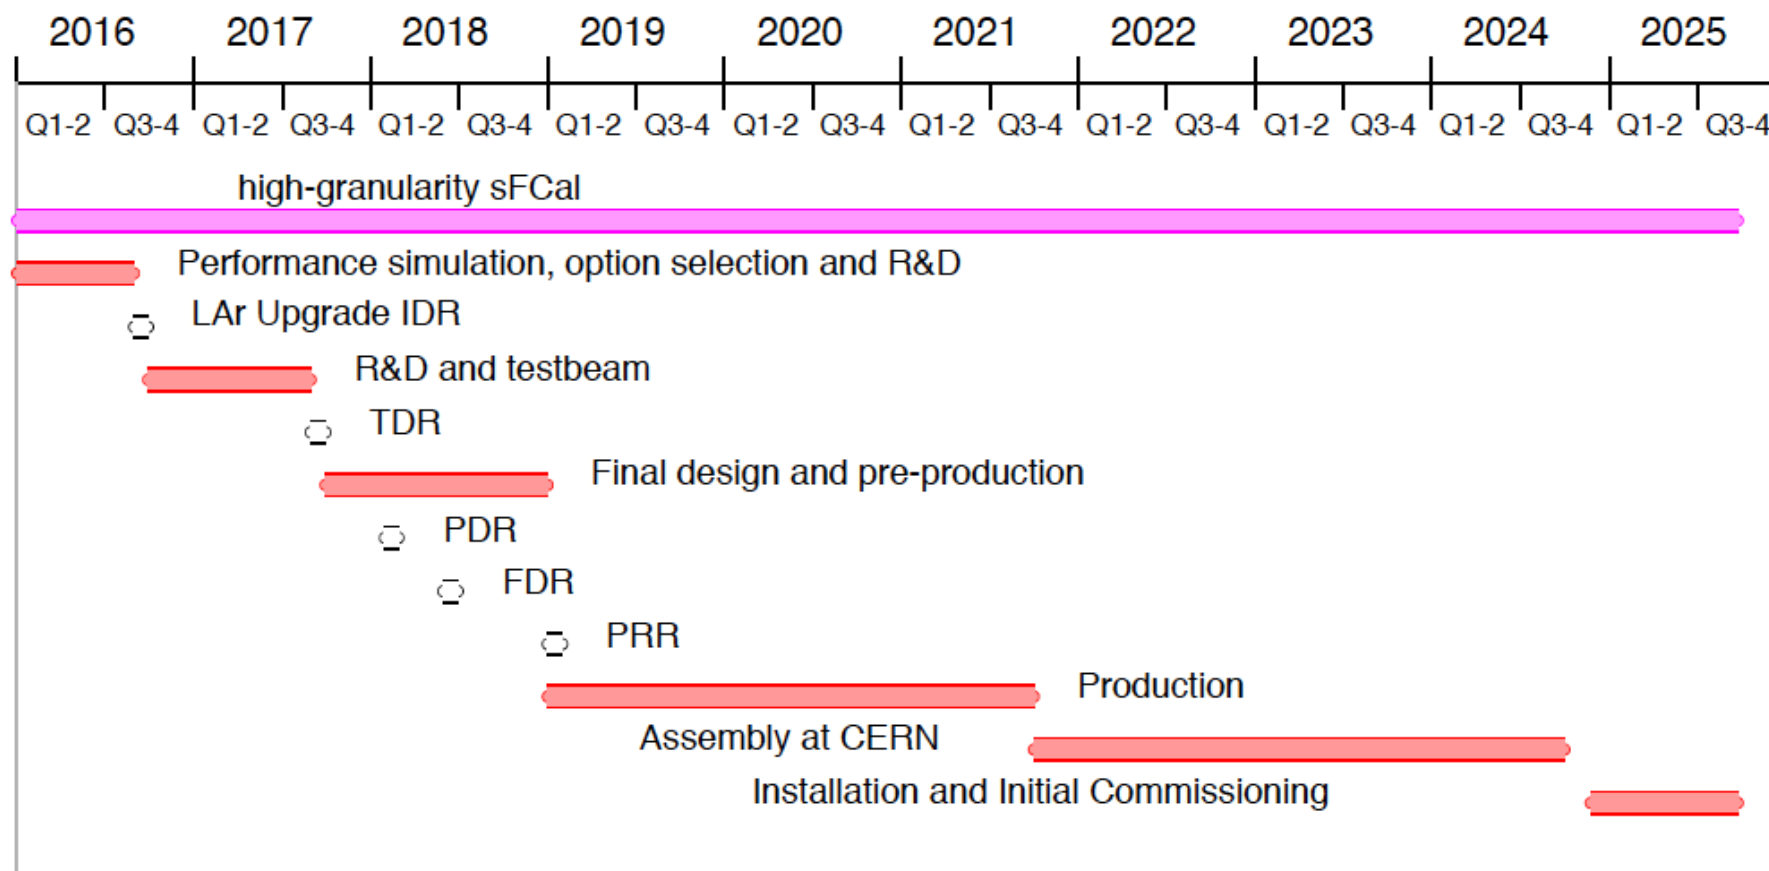 2016 2017 2018 2019 2020 2021 2022 2023 2024 2025
Q1-2 Q3-4 Q1-2 Q3-4 Q1-2 Q3-4 Q1-2 Q3-4 Q1-2 Q3-4 Q1-2 Q3-4 Q1-2 Q3-4 Q1-2 Q3-4 Q1-2 Q3-4 Q1-2 Q3-4
high-granularity sFCal
Performance simulation, option selection and R&D
LAr Upgrade IDR
R&D and testbeam
TDR
Final design and pre-production
PDR
FDR
PRR
Production
Assembly at CERN
Installation and Initial Commissioning